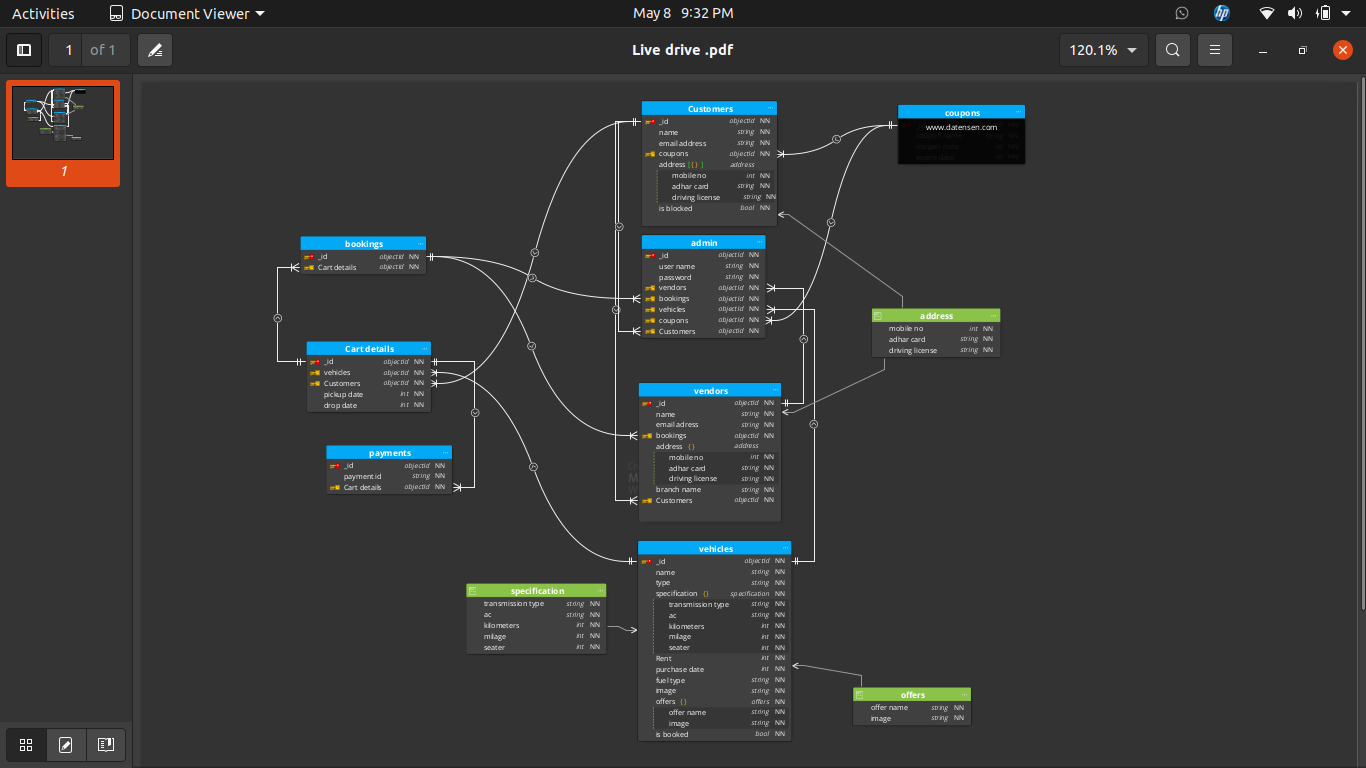 Activities Document Viewer May 8 9:32 PM hp
1 of 1 Live drive .pdf 120.1%
1
Customers
_id objectId NN
name string NN
email address string NN
coupons objectId NN
address [{}] address
mobile no int NN
adhar card string NN
driving license string NN
is blocked bool NN
coupons
www.datensen.com
bookings
_id objectId NN
Cart details objectId NN
admin
_id objectId NN
user name string NN
password string NN
vendors objectId NN
bookings objectId NN
vehicles objectId NN
coupons objectId NN
Customers objectId NN
address
mobile no int NN
adhar card string NN
driving license string NN
Cart details
_id objectId NN
vehicles objectId NN
Customers objectId NN
pickup date int NN
drop date int NN
vendors
_id objectId NN
name string NN
email adress string NN
bookings objectId NN
address {} address
mobile no int NN
adhar card string NN
driving license string NN
branch name string NN
Customers objectId NN
payments
_id objectId NN
payment id string NN
Cart details objectId NN
vehicles
_id objectId NN
name string NN
type string NN
specification {} specification NN
transmission type string NN
ac string NN
kilometers int NN
milage int NN
seater int NN
Rent int NN
purchase date int NN
fuel type string NN
image string NN
offers {} offers NN
offer name string NN
image string NN
is booked bool NN
specification
transmission type string NN
ac string NN
kilometers int NN
milage int NN
seater int NN
offers
offer name string NN
image string NN